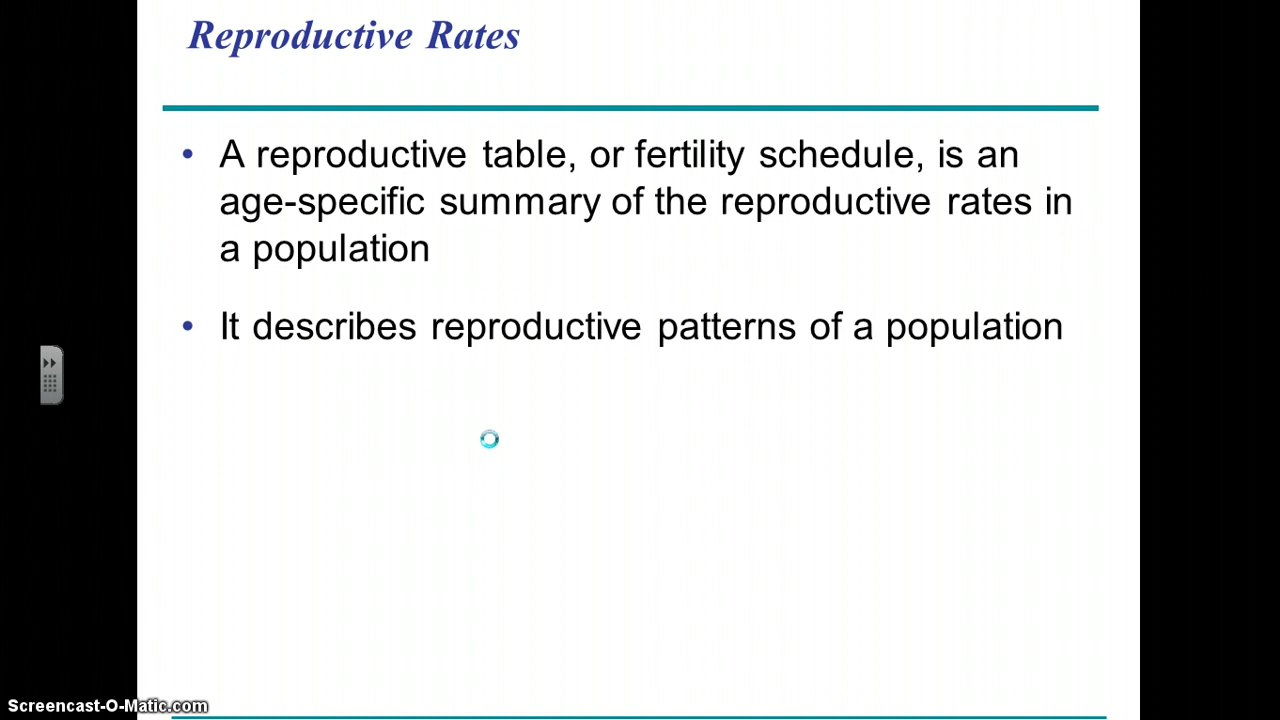 Reproductive Rates
• A reproductive table, or fertility schedule, is an
age-specific summary of the reproductive rates in
a population
• It describes reproductive patterns of a population
Screencast-O-Matic.com